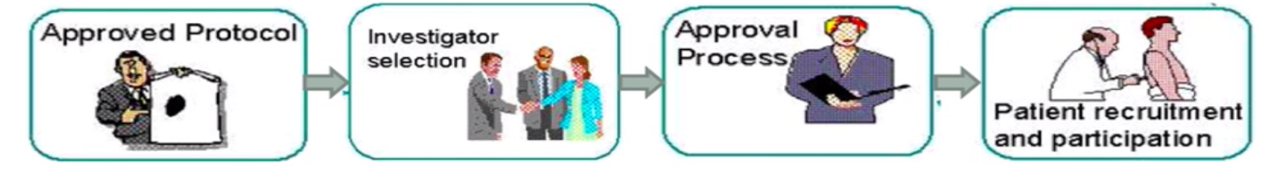 Approved Protocol
Investigator
selection
Approval
Process
Patient recruitment
and participation